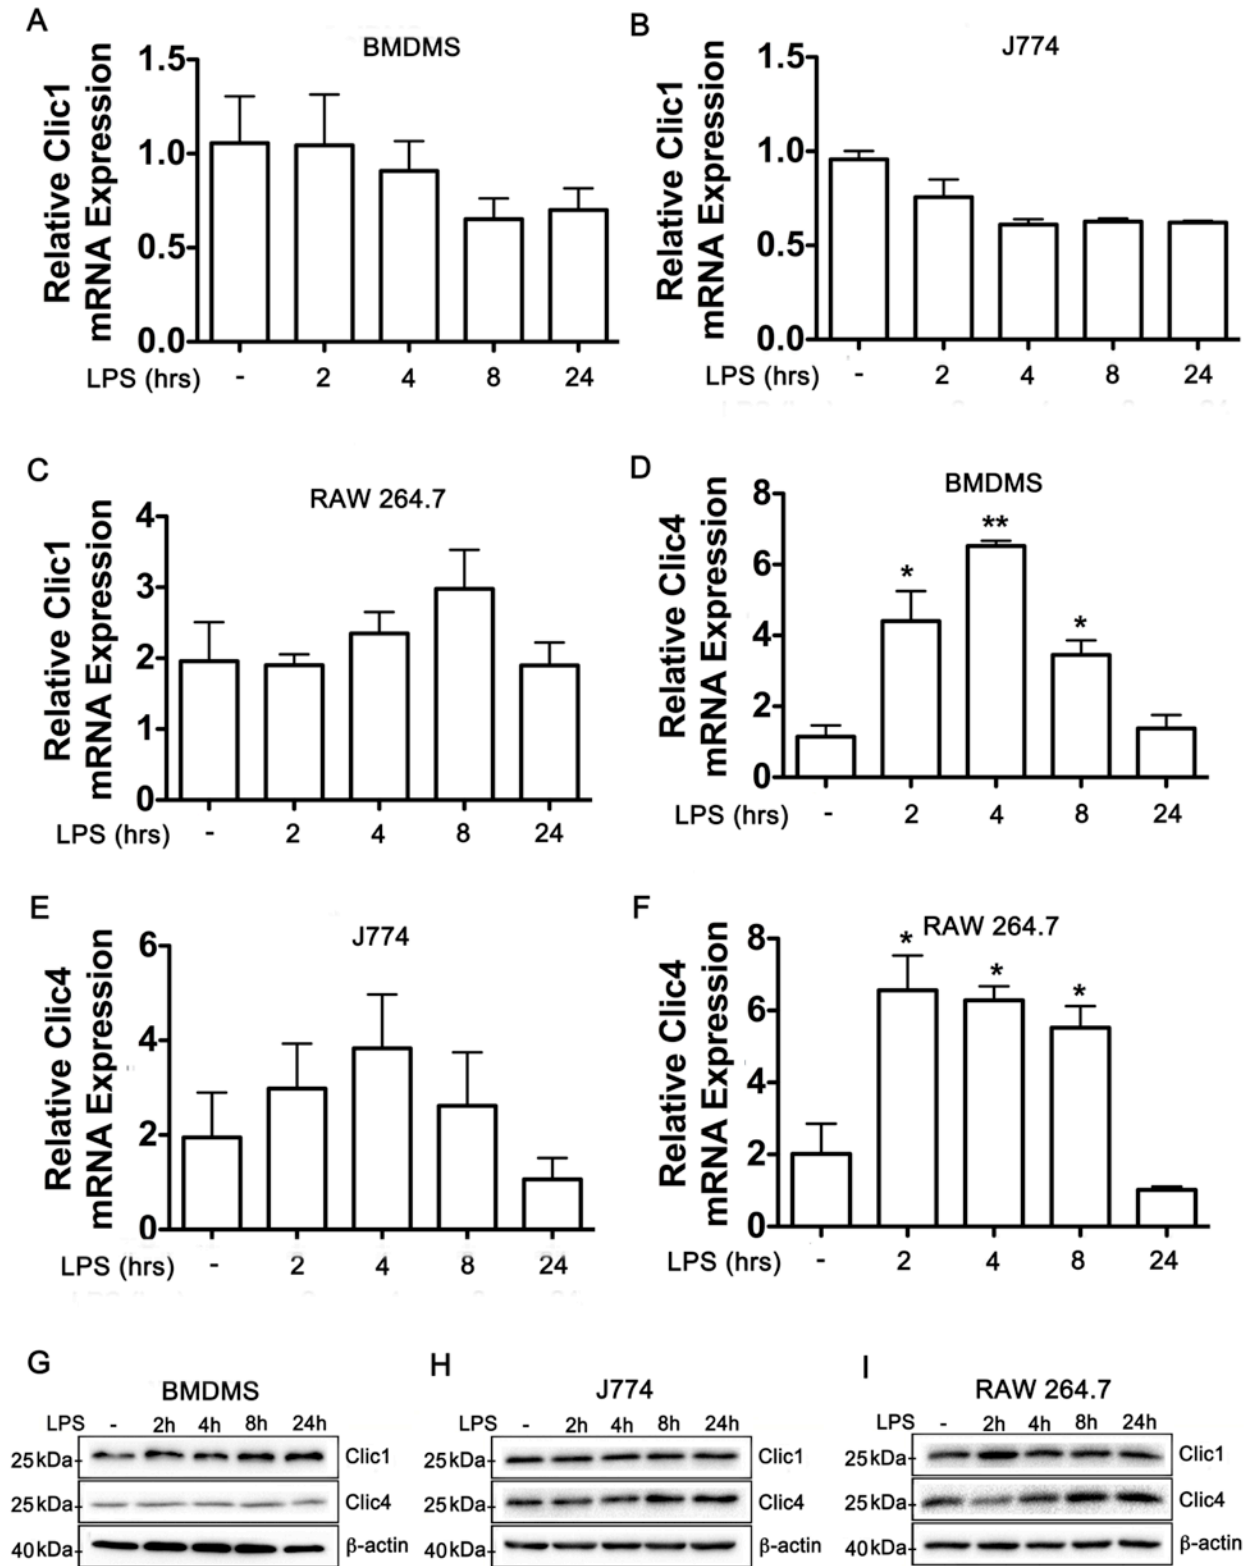 A
BMDMS
Relative Clic1
mRNA Expression
1.5
1.0
0.5
0.0
LPS (hrs) - 2 4 8 24
B
J774
Relative Clic1
mRNA Expression
1.5
1.0
0.5
0.0
LPS (hrs) - 2 4 8 24
C
RAW 264.7
Relative Clic1
mRNA Expression
4
3
2
1
0
LPS (hrs) - 2 4 8 24
D
BMDMS
Relative Clic4
mRNA Expression
8
6
4
2
0
* ** *
LPS (hrs) - 2 4 8 24
E
J774
Relative Clic4
mRNA Expression
6
4
2
0
LPS (hrs) - 2 4 8 24
F
RAW 264.7
Relative Clic4
mRNA Expression
8
6
4
2
0
* * *
LPS (hrs) - 2 4 8 24
G
BMDMS
LPS - 2h 4h 8h 24h
25kDa Clic1
25kDa Clic4
40kDa β-actin
H
J774
LPS - 2h 4h 8h 24h
25kDa Clic1
25kDa Clic4
40kDa β-actin
I
RAW 264.7
LPS - 2h 4h 8h 24h
25kDa Clic1
25kDa Clic4
40kDa β-actin